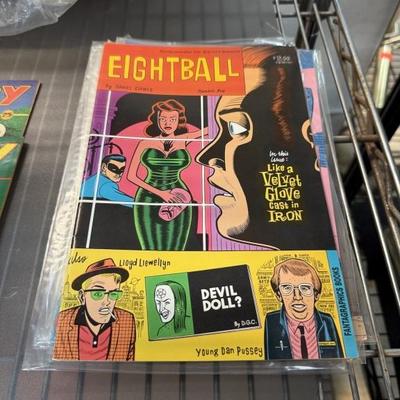 EIGHTBALL
by DANIEL CLOWES
In this
issue:
Like a
Velvet
Glove
cast in
IRON
Also
Lloyd Llewellyn
DEVIL
DOLL?
By D.G.C.
Young Dan Pussey
FANTAGRAPHICS BOOKS